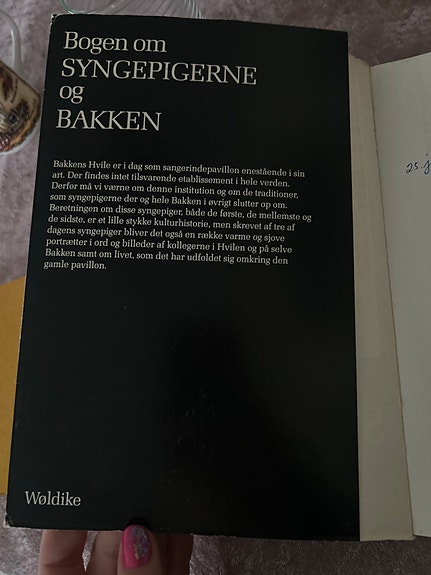 Bogen om
SYNGEPIGERNE
og
BAKKEN
Bakkens Hvile er i dag som sangerindepavillon enestående i sin
art. Der findes intet tilsvarende etablissement i hele verden.
Derfor må vi værne om denne institution og om de traditioner,
som syngepigerne der og hele Bakken i øvrigt slutter op om.
Beretningen om disse syngepiger, både de første, de mellemste og
de sidste, er et lille stykke kulturhistorie, men skrevet af tre af
dagens syngepiger bliver det også en række varme og sjove
portrætter i ord og billeder af kollegerne i Hvilen og på selve
Bakken samt om livet, som det har udfoldet sig omkring den
gamle pavillon.
Wøldike
25.